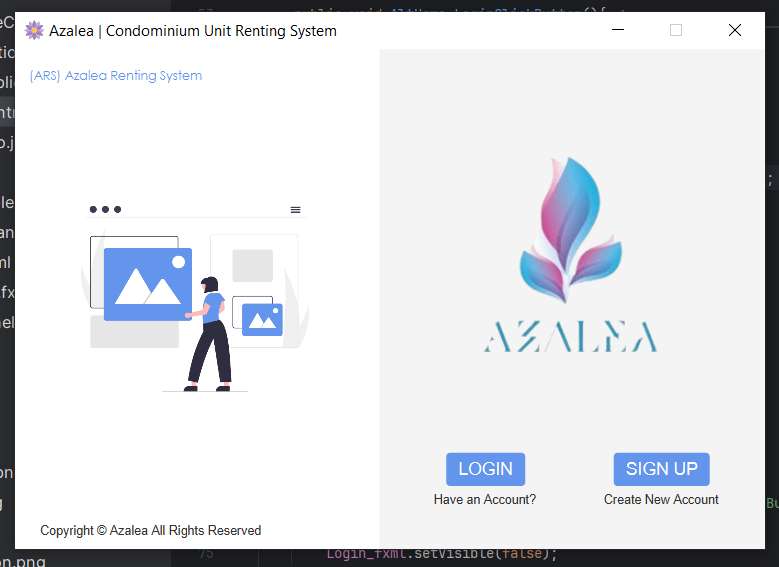 Azalea | Condominium Unit Renting System
(ARS) Azalea Renting System
AZALEA
LOGIN
SIGN UP
Have an Account?
Create New Account
Copyright © Azalea All Rights Reserved
75
Login_fxml.setVisible(false);